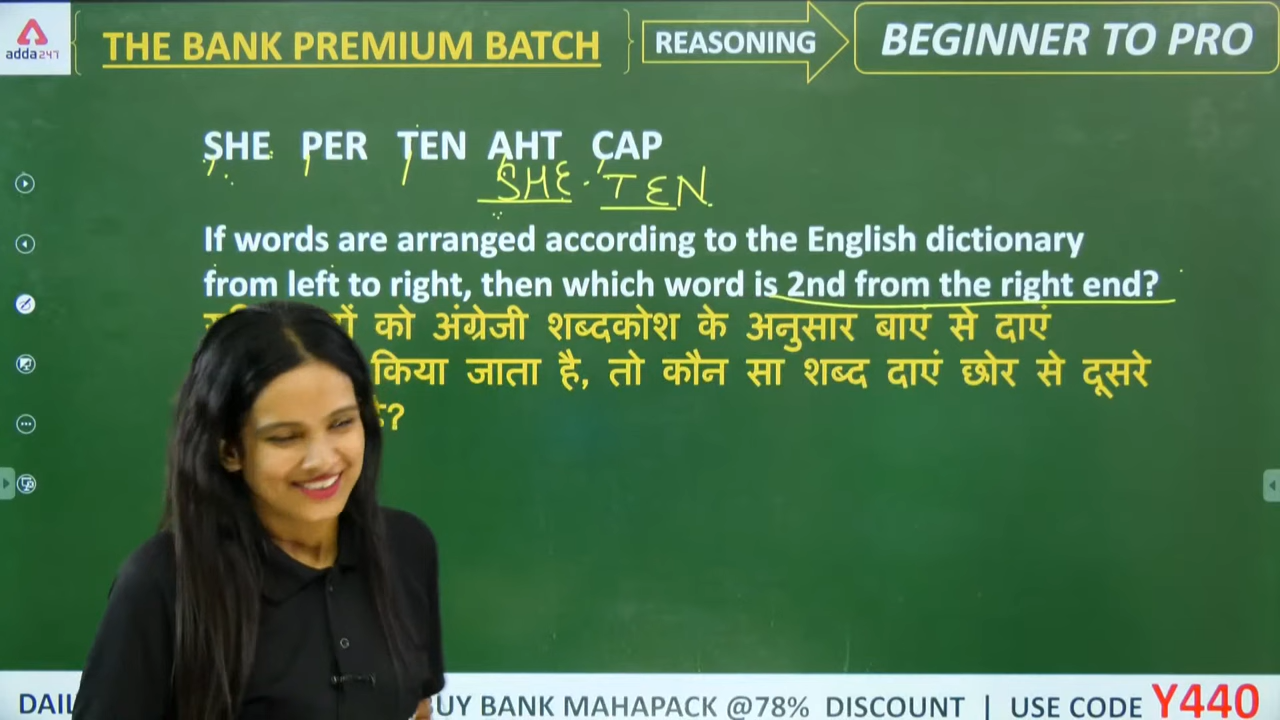 adda247
THE BANK PREMIUM BATCH
REASONING
BEGINNER TO PRO
SHE PER TEN AHT CAP
SHE TEN
If words are arranged according to the English dictionary
from left to right, then which word is 2nd from the right end?
को अंग्रेजी शब्दकोश के अनुसार बाएं से दाएं
किया जाता है, तो कौन सा शब्द दाएं छोर से दूसरे
BANK MAHAPACK @78% DISCOUNT | USE CODE Y440